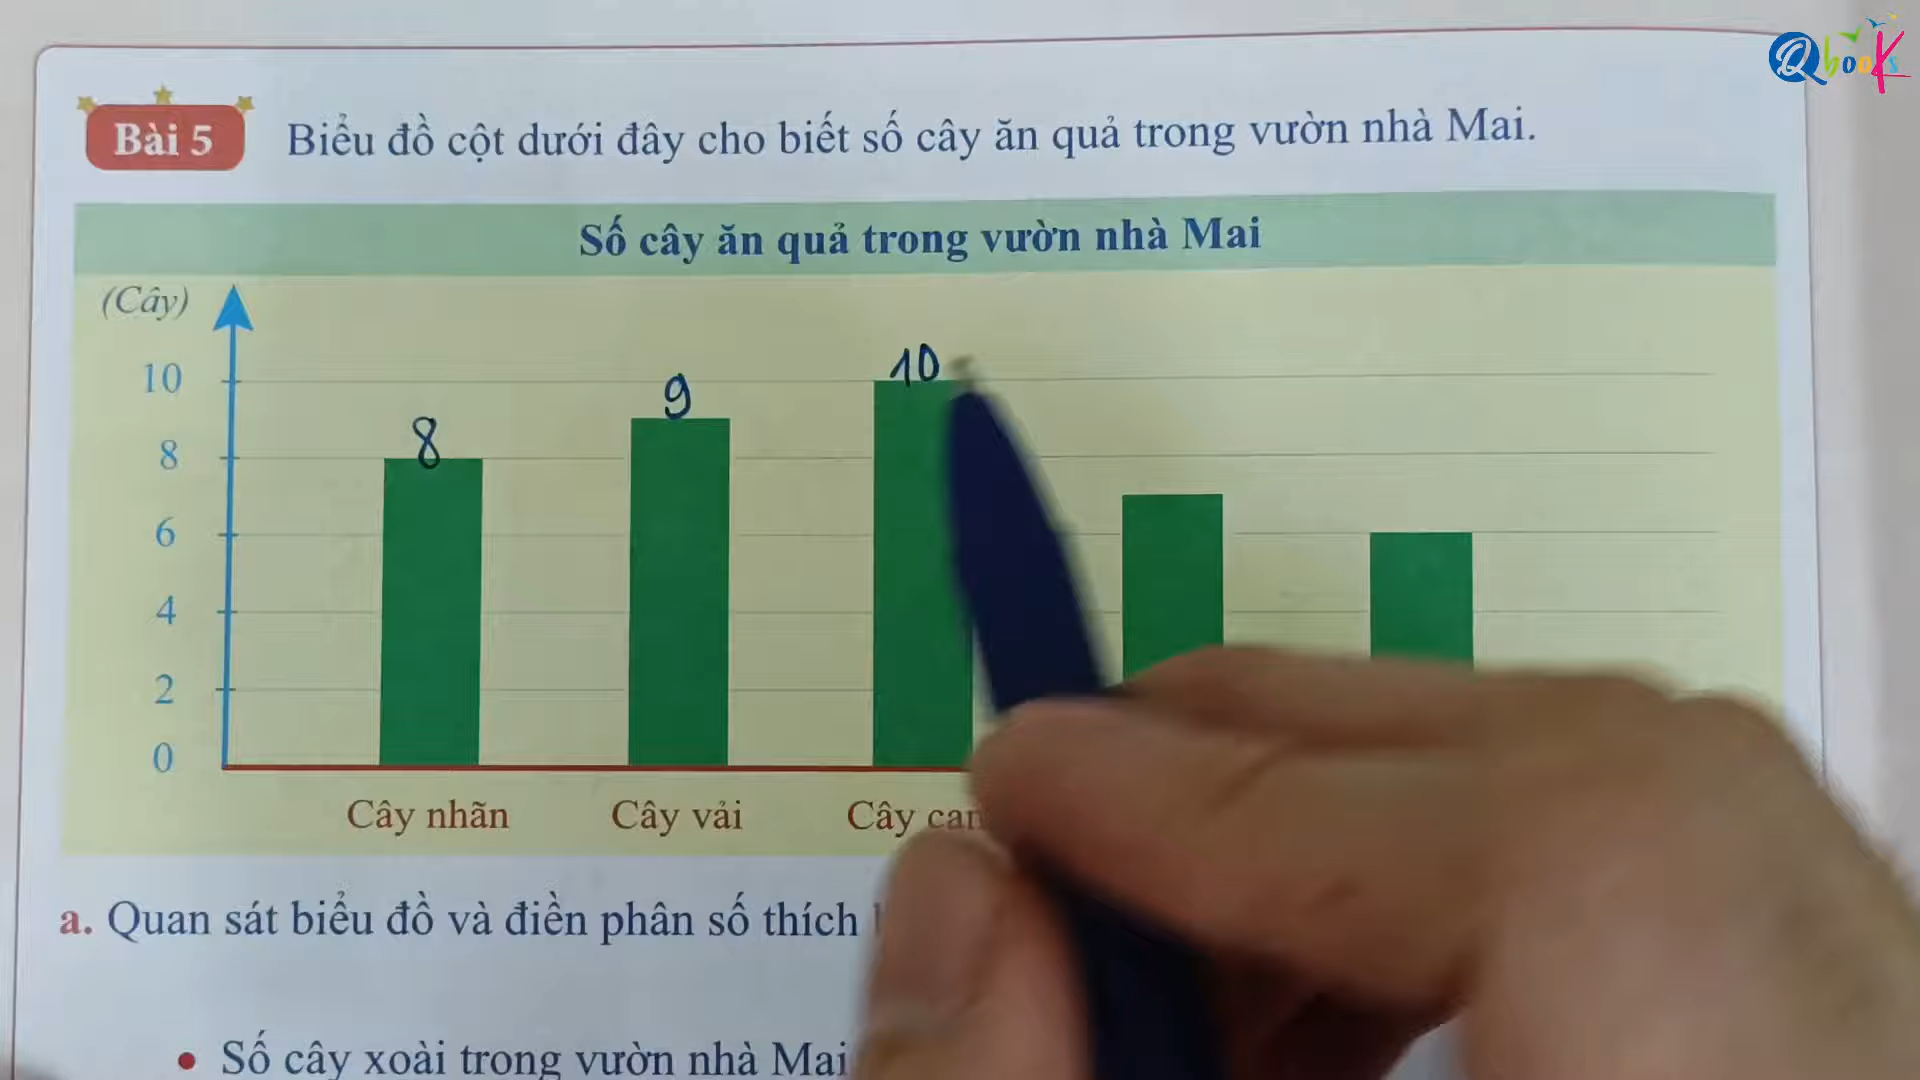 Qbooks
Bài 5 Biểu đồ cột dưới đây cho biết số cây ăn quả trong vườn nhà Mai.
Số cây ăn quả trong vườn nhà Mai
(Cây)
10
8
6
4
2
0
8
9
10
Cây nhãn Cây vải Cây
a. Quan sát biểu đồ và điền phân số thích
• Số cây xoài trong vườn nhà Mai